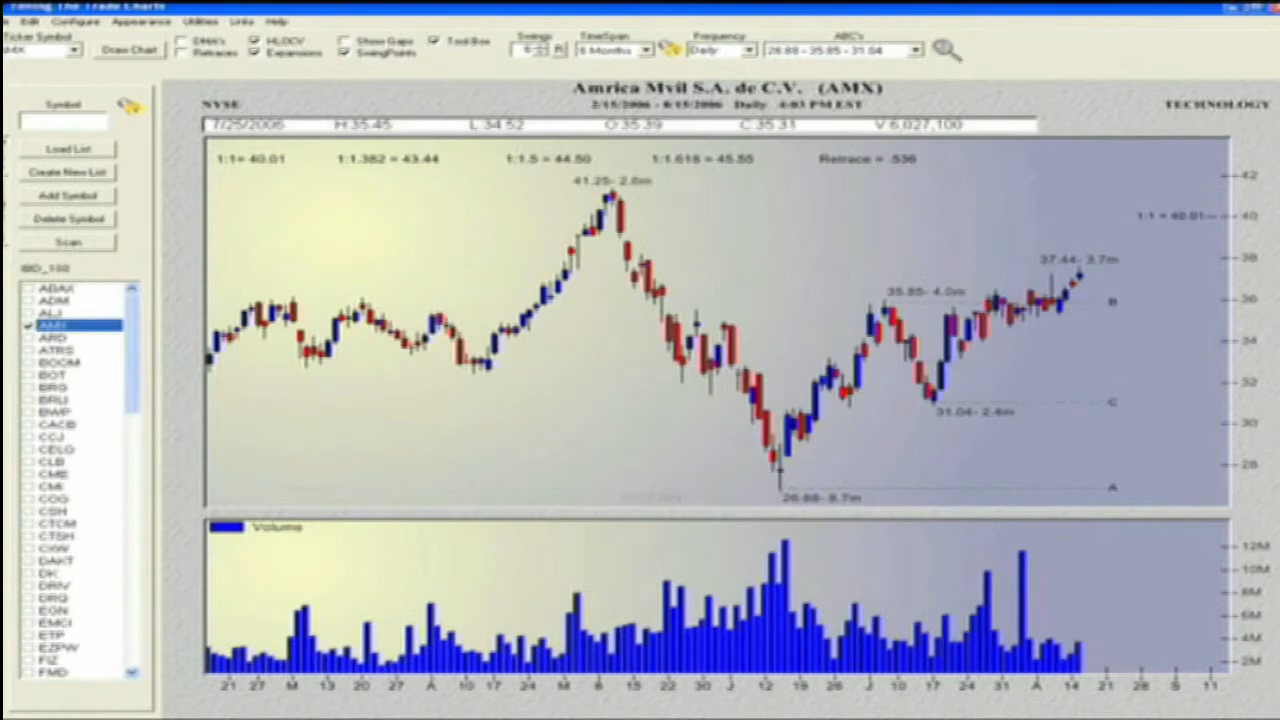 Timing The Trade Charts
Edit Configure Appearance Utilities Links Help
Ticker Symbol
AMX
Draw Chart
DMA's HLOCV Show Gaps Tool Box
Retraces Expansions SwingPoints
Swings TimeSpan Frequency ABC's
6 Months Daily 26.88 - 35.85 - 31.04
Amrica Mvil S.A. de C.V. (AMX)
NYSE 2/15/2006 - 8/15/2006 Daily 4:03 PM EST TECHNOLOGY
7/25/2006 H:35.45 L:34.52 O:35.39 C:35.31 V:6,027,100
1:1= 40.01 1:1.382 = 43.44 1:1.5 = 44.50 1:1.618 = 45.55 Retrace = .536
41.25- 2.6m
1:1 = 40.01
37.44- 3.7m
35.85- 4.0m
B
31.04- 2.4m
C
26.88- 8.7m
A
42
40
38
36
34
32
30
28
Volume
12M
10M
8M
6M
4M
2M
21 27 M 13 20 27 A 10 17 24 M 8 15 22 30 J 12 19 26 J 10 17 24 31 A 14 21 28 S 11
Symbol
Load List
Create New List
Add Symbol
Delete Symbol
Scan
IBD_100
ABAX
ADM
ALJ
AMX
ARD
ATRS
BOOM
BOT
BRG
BRLI
BWP
CACB
CCJ
CELG
CLB
CME
CMI
COG
CSH
CTCM
CTSH
CXW
DAKT
DK
DRIV
DRQ
EGN
EMCI
ETP
EZPW
FIZ
FMD